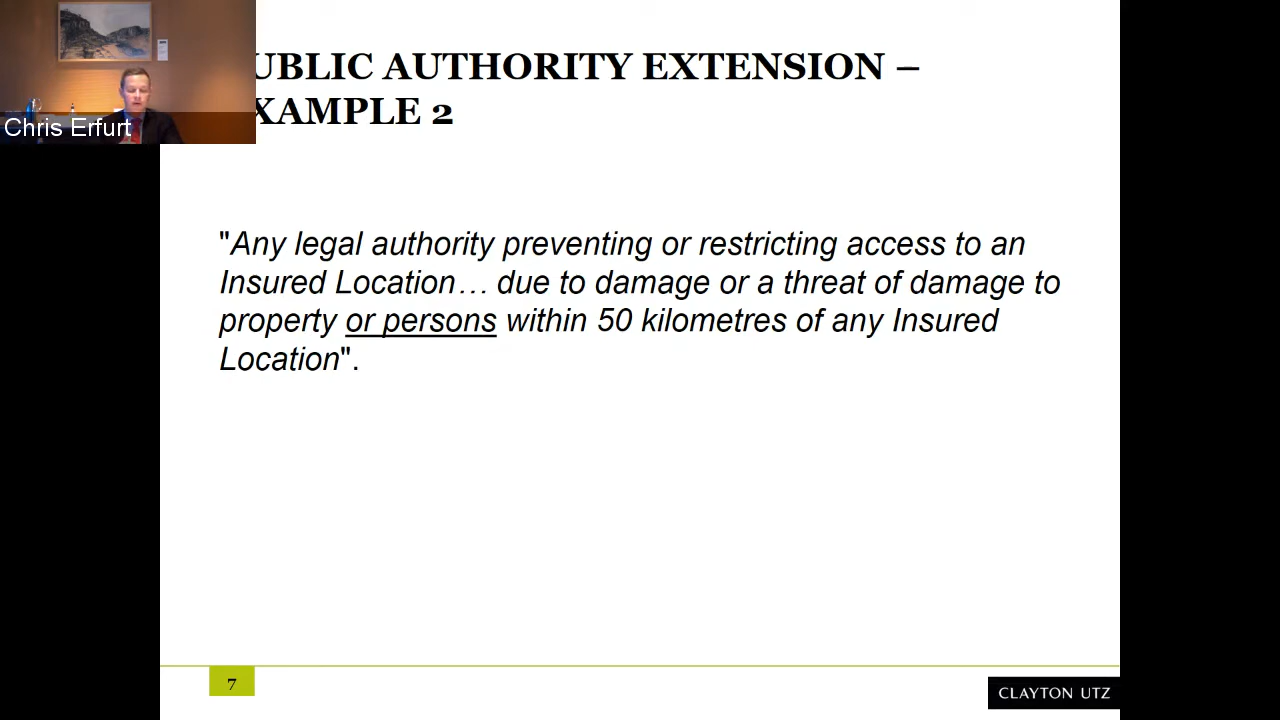 UBLIC AUTHORITY EXTENSION –
XAMPLE 2
Chris Erfurt
"Any legal authority preventing or restricting access to an
Insured Location… due to damage or a threat of damage to
property or persons within 50 kilometres of any Insured
Location".
7
CLAYTON UTZ